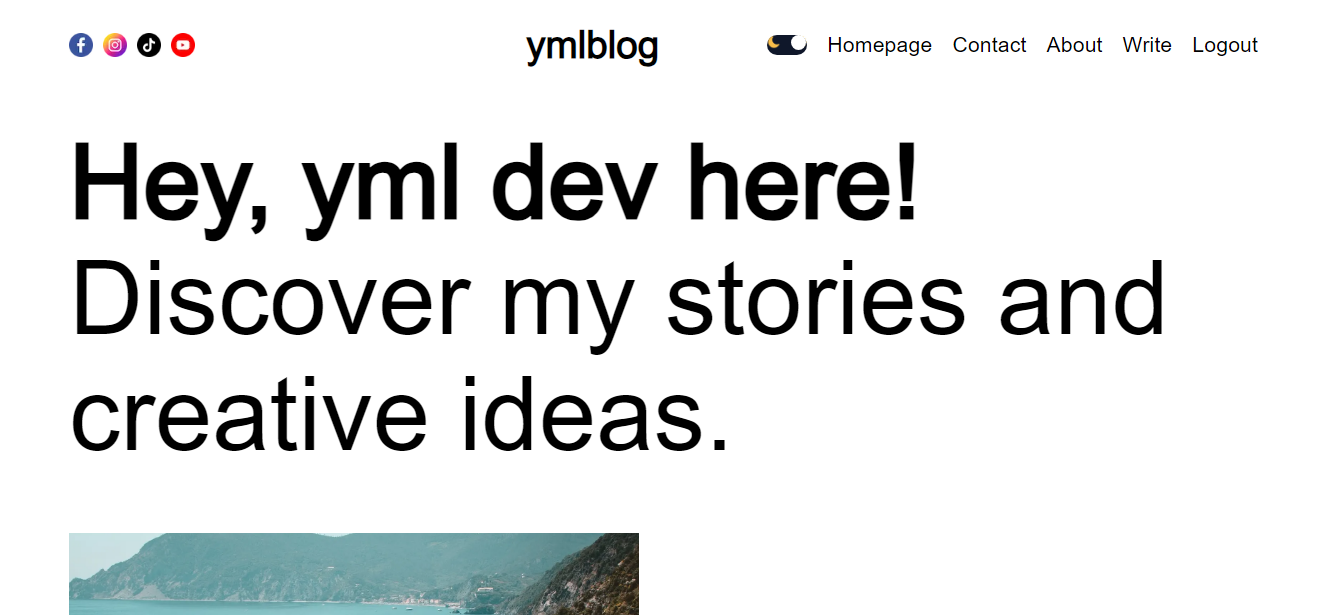 ymlblog
Homepage Contact About Write Logout
Hey, yml dev here!
Discover my stories and
creative ideas.